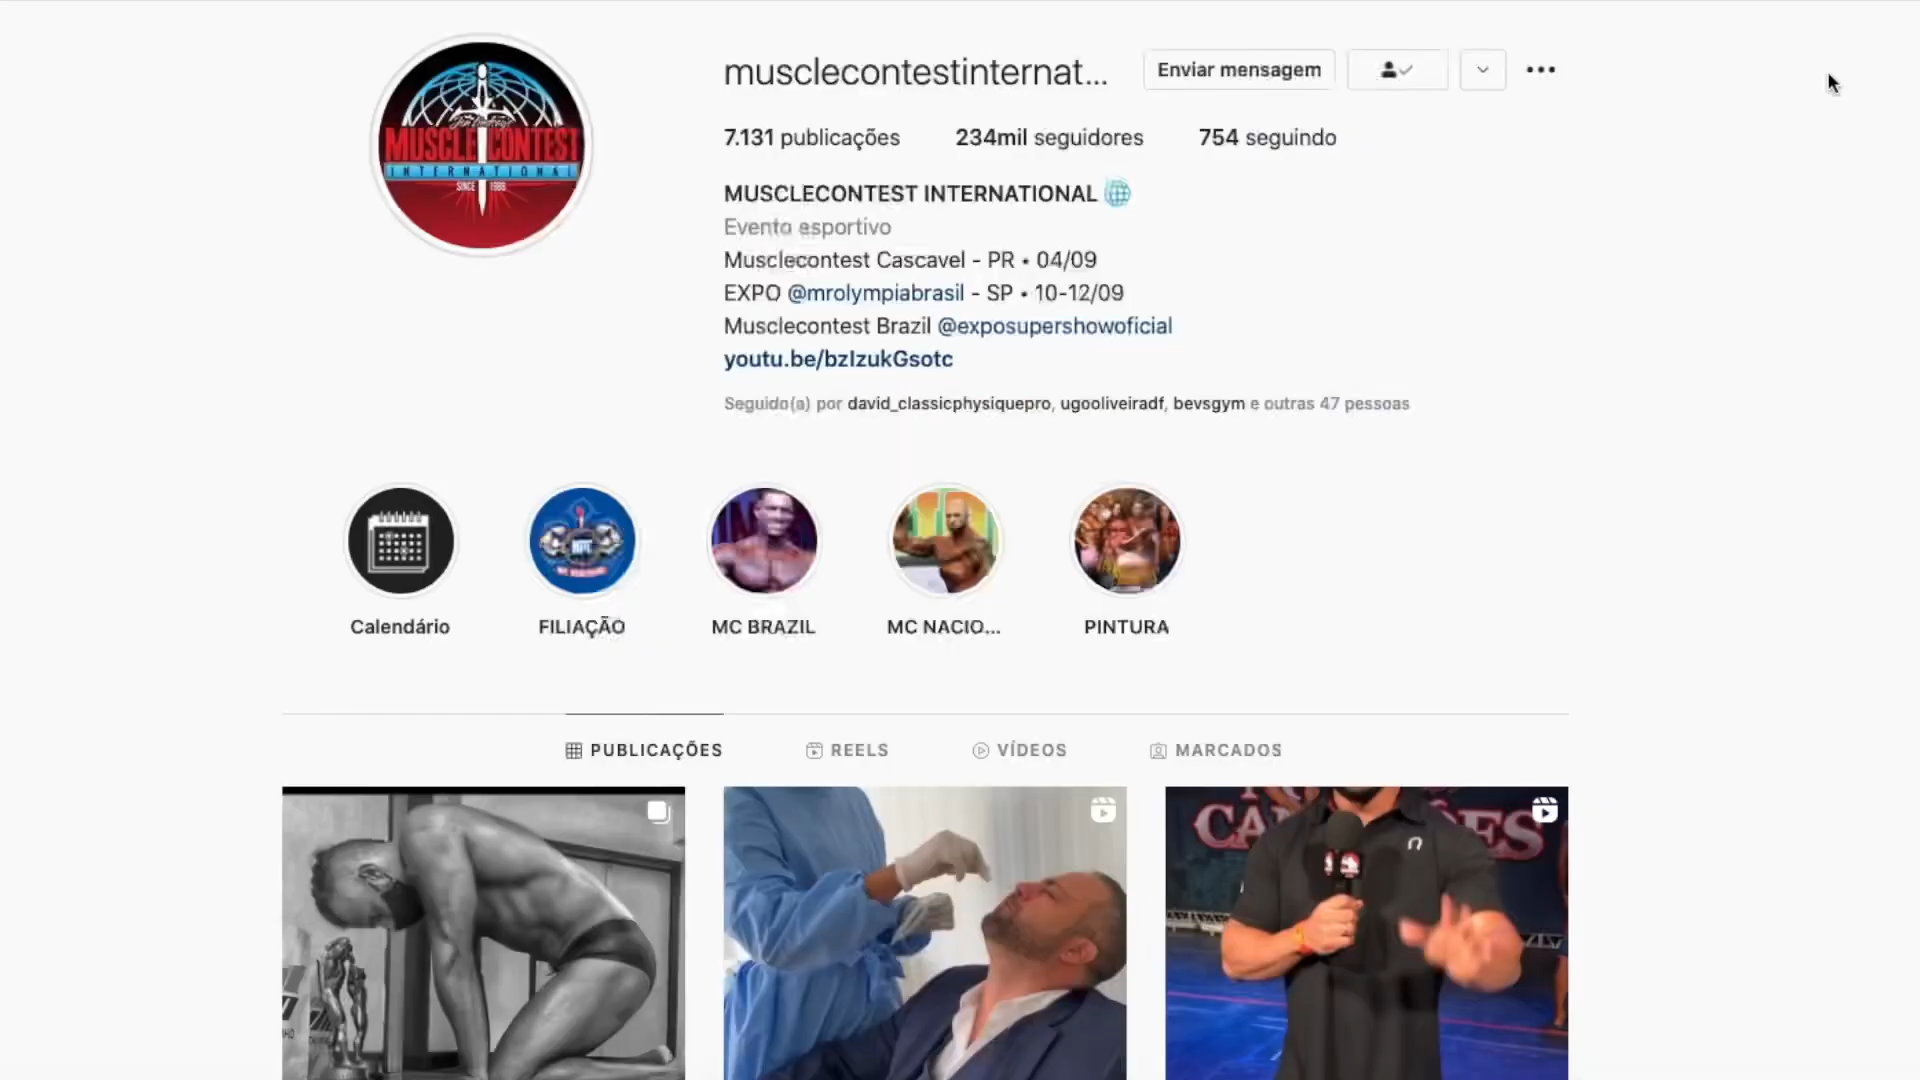 musclecontestinternat...
Enviar mensagem
7.131 publicações
234mil seguidores
754 seguindo
MUSCLE CONTEST
INTERNATIONAL
SINCE 1988
MUSCLECONTEST INTERNATIONAL
Evento esportivo
Musclecontest Cascavel - PR • 04/09
EXPO @mrolympiabrasil - SP • 10-12/09
Musclecontest Brazil @exposupershowoficial
youtu.be/bzIzukGsotc
Seguido(a) por david_classicphysiquepro, ugooliveiradf, bevsgym e outras 47 pessoas
Calendário
FILIAÇÃO
MC BRAZIL
MC NACIO...
PINTURA
PUBLICAÇÕES
REELS
VÍDEOS
MARCADOS